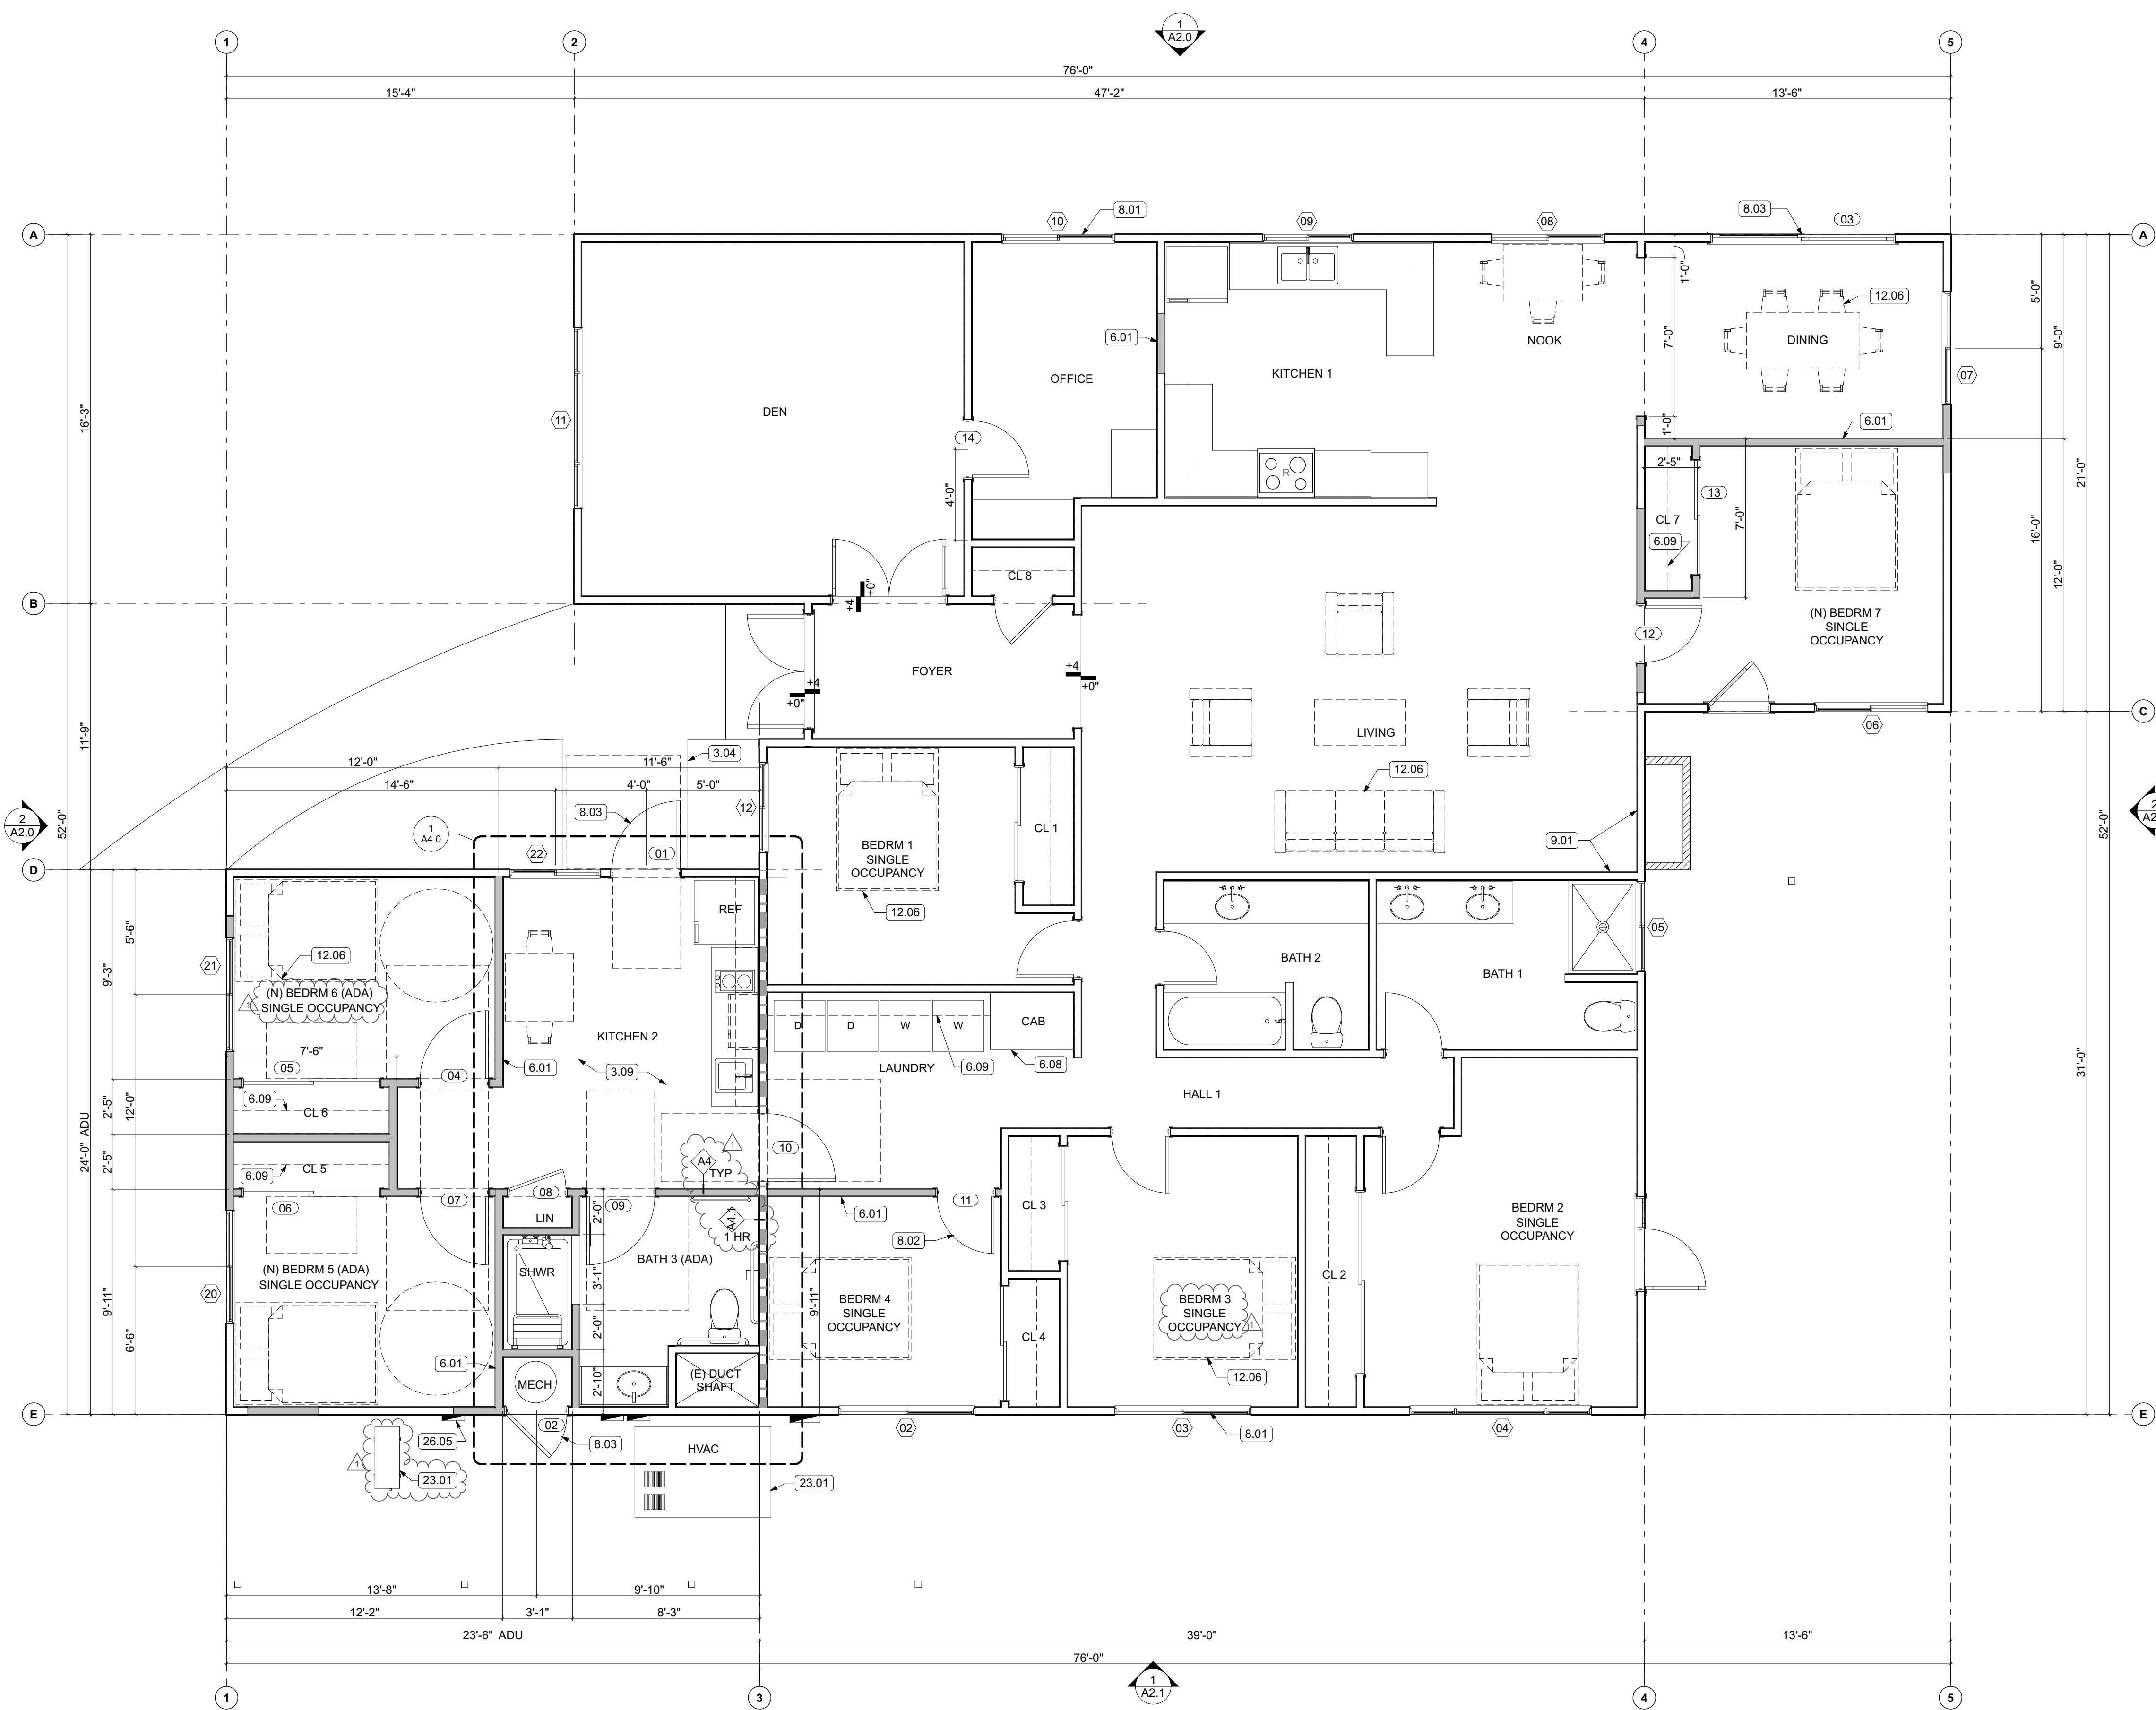 1
A2.0
1
2
4
5
76'-0"
15'-4"
47'-2"
13'-6"
10
8.01
09
08
8.03
03
A
A
1'-0"
5'-0"
12.06
9'-0"
6.01
NOOK
7'-0"
DINING
KITCHEN 1
OFFICE
07
DEN
16'-3"
11
14
1'-0"
6.01
2'-5"
R
21'-0"
13
4'-0"
CL 7
7'-0"
16'-0"
6.09
CL 8
12'-0"
+0"
+4
B
(N) BEDRM 7
SINGLE
OCCUPANCY
12
FOYER
+4
+0"
+4
+0"
C
06
11'-9"
LIVING
3.04
12'-0"
11'-6"
12.06
14'-6"
4'-0"
5'-0"
12
8.03
2
A2.0
52'-0"
1
A4.0
CL 1
9.01
52'-0"
BEDRM 1
SINGLE
OCCUPANCY
22
01
D
12.06
REF
5'-6"
05
12.06
21
BATH 2
BATH 1
9'-3"
(N) BEDRM 6 (ADA)
SINGLE OCCUPANCY
1
CAB
D
D
W
W
KITCHEN 2
7'-6"
05
04
6.01
3.09
LAUNDRY
6.09
6.08
31'-0"
HALL 1
6.09
CL 6
2'-5"
12'-0"
24'-0" ADU
10
1
A4
TYP
2'-5"
6.09
CL 5
07
08
09
11
06
LIN
2'-0"
A4.1
1 HR
6.01
CL 3
BEDRM 2
SINGLE
OCCUPANCY
8.02
BATH 3 (ADA)
(N) BEDRM 5 (ADA)
SINGLE OCCUPANCY
SHWR
3'-1"
CL 2
20
9'-11"
9'-11"
BEDRM 4
SINGLE
OCCUPANCY
BEDRM 3
SINGLE
OCCUPANCY
1
2'-0"
CL 4
6'-6"
6.01
12.06
MECH
2'-10"
(E) DUCT
SHAFT
E
E
02
02
03
8.01
04
26.05
8.03
HVAC
1
23.01
23.01
13'-8"
9'-10"
12'-2"
3'-1"
8'-3"
23'-6" ADU
39'-0"
13'-6"
76'-0"
1
A2.1
1
3
4
5